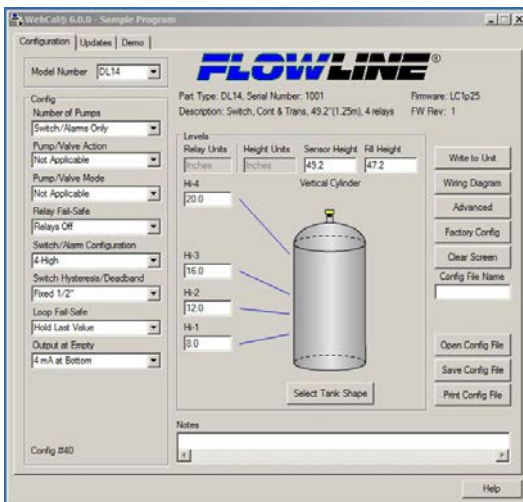 WebCal® 6.0.0 - Sample Program
Configuration Updates Demo
Model Number DL14
FLOWLINE®
Part Type: DL14, Serial Number: 1001 Firmware: LC1p25
Description: Switch, Cont & Trans, 49.2"(1.25m), 4 relays FW Rev: 1
Config
Number of Pumps
Switch/Alarms Only
Pump/Valve Action
Not Applicable
Pump/Valve Mode
Not Applicable
Relay Fail-Safe
Relays Off
Switch/Alarm Configuration
4-High
Switch Hysteresis/Deadband
Fixed 1/2"
Loop Fail-Safe
Hold Last Value
Output at Empty
4 mA at Bottom
Config #40
Levels
Relay Units Height Units Sensor Height Fill Height
Inches Inches 49.2 47.2
Vertical Cylinder
Hi-4
20.0
Hi-3
16.0
Hi-2
12.0
Hi-1
8.0
Select Tank Shape
Notes
Write to Unit
Wiring Diagram
Advanced
Factory Config
Clear Screen
Config File Name
Open Config File
Save Config File
Print Config File
Help